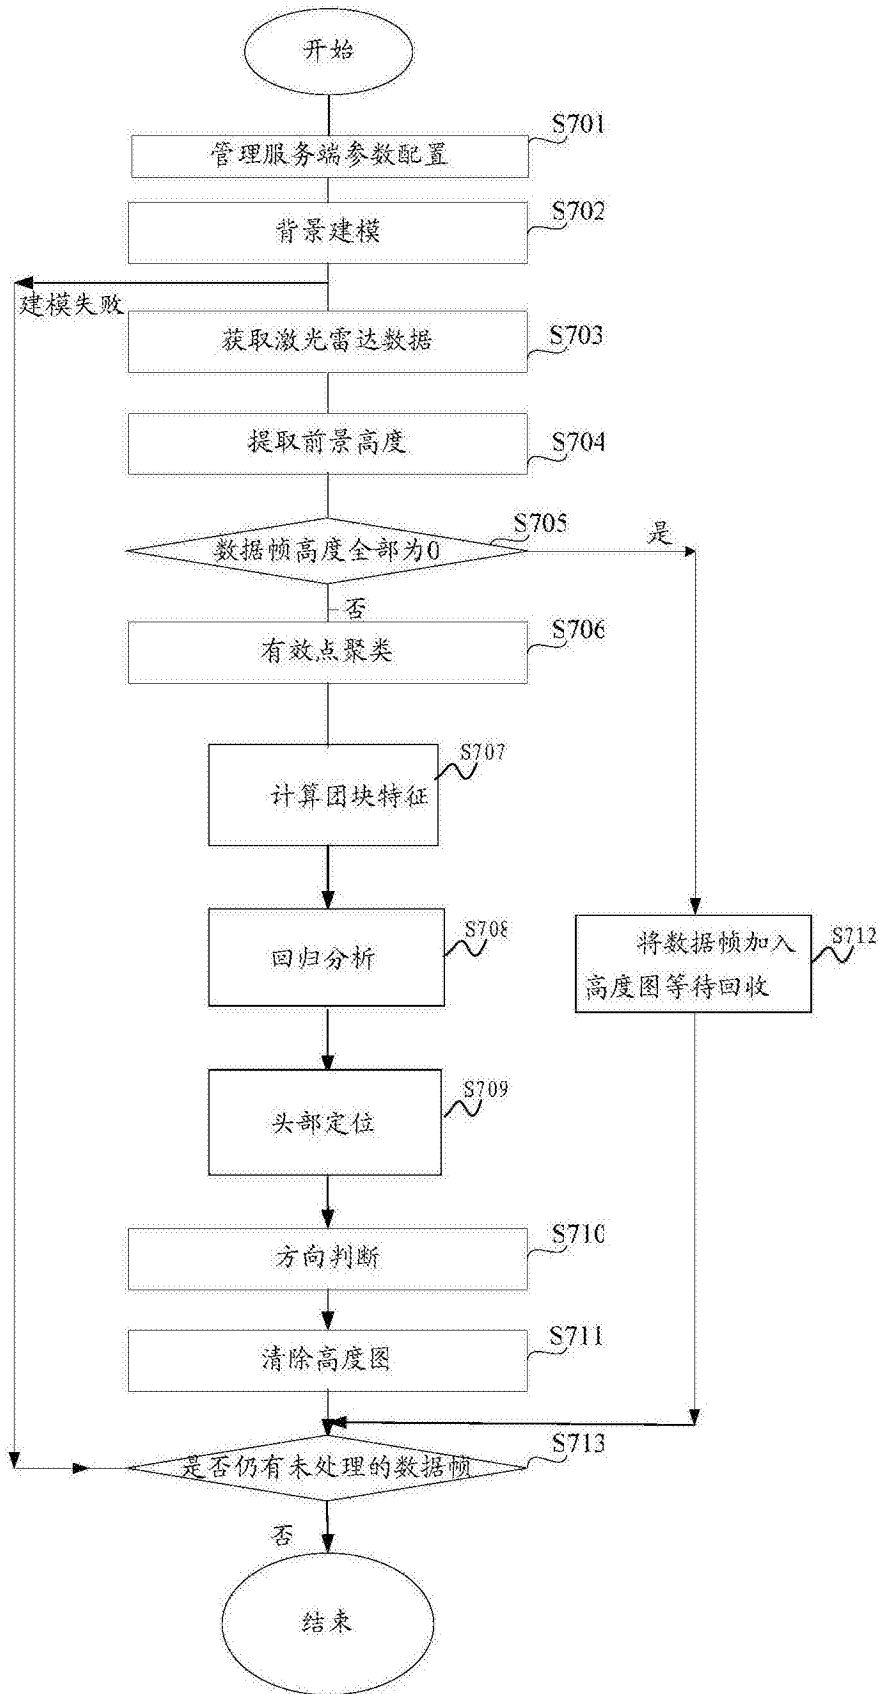 开始
S701
管理服务端参数配置
S702
背景建模
建模失败
获取激光雷达数据
S703
提取前景高度
S704
S705
数据帧高度全部为0
是
否
有效点聚类
S706
S707
计算团块特征
S708
回归分析
将数据帧加入
高度图等待回收
S712
S709
头部定位
方向判断
S710
清除高度图
S711
是否仍有未处理的数据帧
S713
否
结束